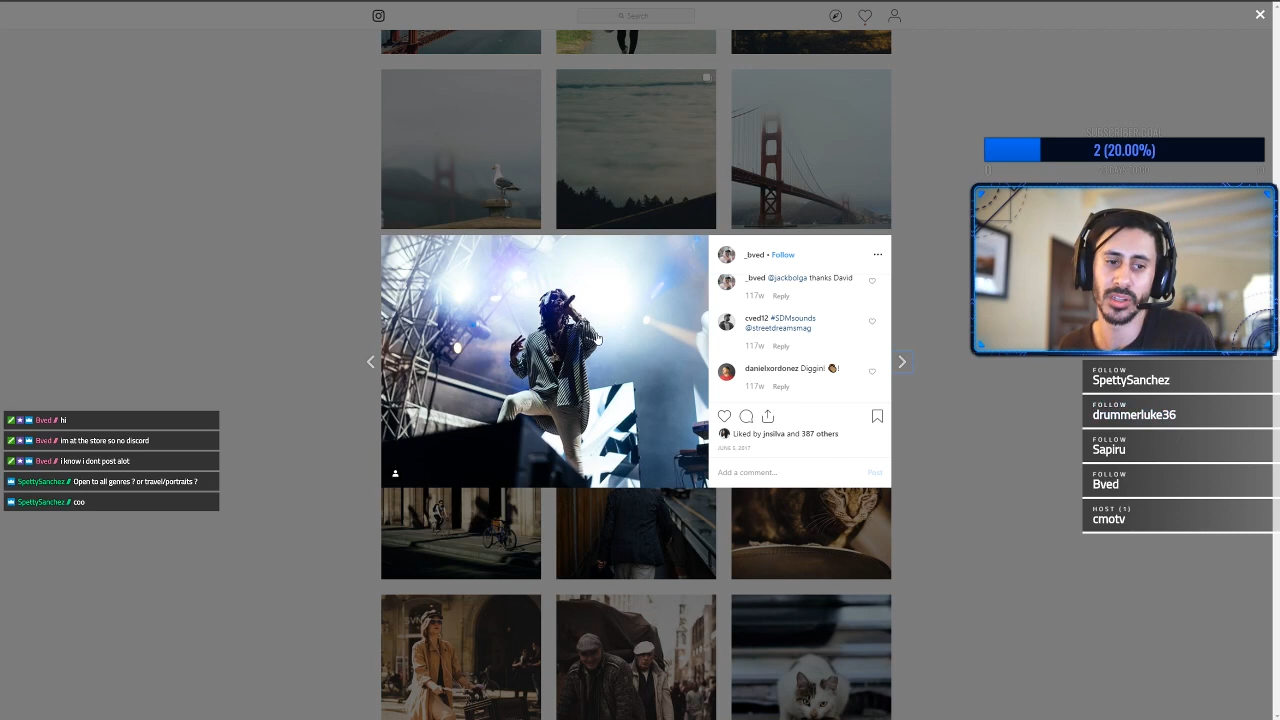 Search
SUBSCRIBER GOAL
2 (20.00%)
_bved • Follow
_bved @jackbolga thanks David
117w Reply
cved12 #SDMsounds
@streetdreamsmag
117w Reply
danielxordonez Diggin! 👏🏾!
117w Reply
Liked by jnsilva and 387 others
JUNE 5, 2017
Add a comment... Post
Bved // hi
Bved // im at the store so no discord
Bved // i know i dont post alot
SpettySanchez // Open to all genres ? or travel/portraits ?
SpettySanchez // coo
FOLLOW
SpettySanchez
FOLLOW
drummerluke36
FOLLOW
Sapiru
FOLLOW
Bved
HOST (1)
cmotv